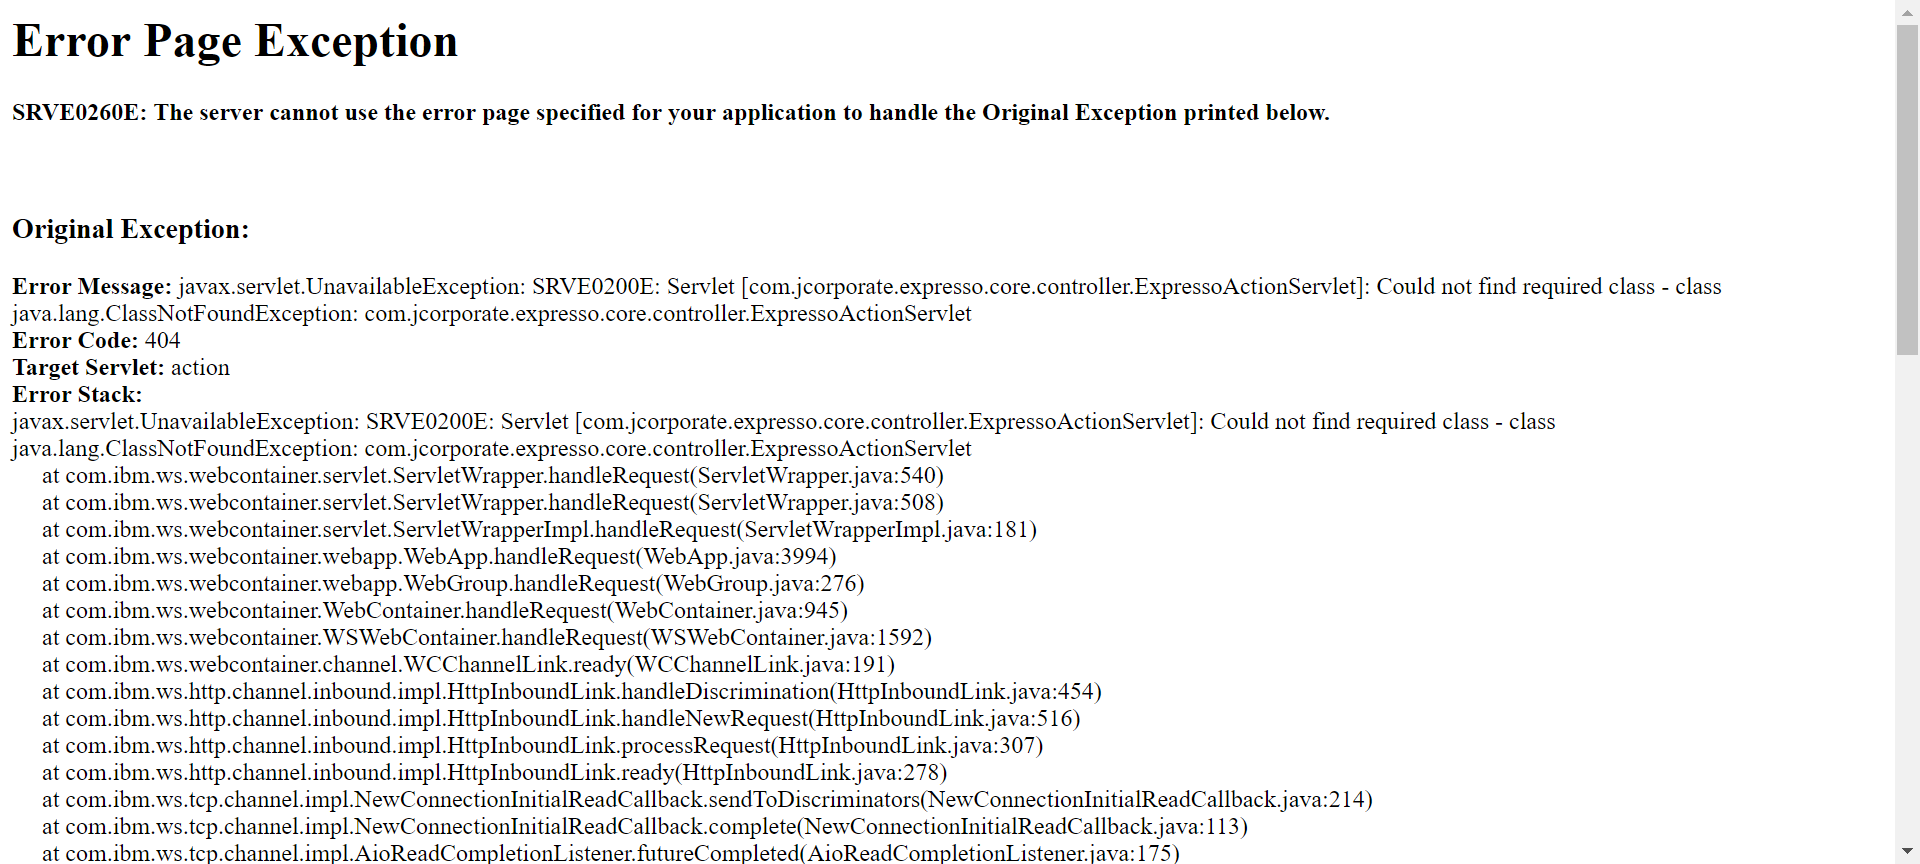 Error Page Exception
SRVE0260E: The server cannot use the error page specified for your application to handle the Original Exception printed below.
Original Exception:
Error Message: javax.servlet.UnavailableException: SRVE0200E: Servlet [com.jcorporate.expresso.core.controller.ExpressoActionServlet]: Could not find required class - class
java.lang.ClassNotFoundException: com.jcorporate.expresso.core.controller.ExpressoActionServlet
Error Code: 404
Target Servlet: action
Error Stack:
javax.servlet.UnavailableException: SRVE0200E: Servlet [com.jcorporate.expresso.core.controller.ExpressoActionServlet]: Could not find required class - class
java.lang.ClassNotFoundException: com.jcorporate.expresso.core.controller.ExpressoActionServlet
at com.ibm.ws.webcontainer.servlet.ServletWrapper.handleRequest(ServletWrapper.java:540)
at com.ibm.ws.webcontainer.servlet.ServletWrapper.handleRequest(ServletWrapper.java:508)
at com.ibm.ws.webcontainer.servlet.ServletWrapperImpl.handleRequest(ServletWrapperImpl.java:181)
at com.ibm.ws.webcontainer.webapp.WebApp.handleRequest(WebApp.java:3994)
at com.ibm.ws.webcontainer.webapp.WebGroup.handleRequest(WebGroup.java:276)
at com.ibm.ws.webcontainer.WebContainer.handleRequest(WebContainer.java:945)
at com.ibm.ws.webcontainer.WSWebContainer.handleRequest(WSWebContainer.java:1592)
at com.ibm.ws.webcontainer.channel.WCChannelLink.ready(WCChannelLink.java:191)
at com.ibm.ws.http.channel.inbound.impl.HttpInboundLink.handleDiscrimination(HttpInboundLink.java:454)
at com.ibm.ws.http.channel.inbound.impl.HttpInboundLink.handleNewRequest(HttpInboundLink.java:516)
at com.ibm.ws.http.channel.inbound.impl.HttpInboundLink.processRequest(HttpInboundLink.java:307)
at com.ibm.ws.http.channel.inbound.impl.HttpInboundLink.ready(HttpInboundLink.java:278)
at com.ibm.ws.tcp.channel.impl.NewConnectionInitialReadCallback.sendToDiscriminators(NewConnectionInitialReadCallback.java:214)
at com.ibm.ws.tcp.channel.impl.NewConnectionInitialReadCallback.complete(NewConnectionInitialReadCallback.java:113)
at com.ibm.ws.tcp.channel.impl.AioReadCompletionListener.futureCompleted(AioReadCompletionListener.java:175)